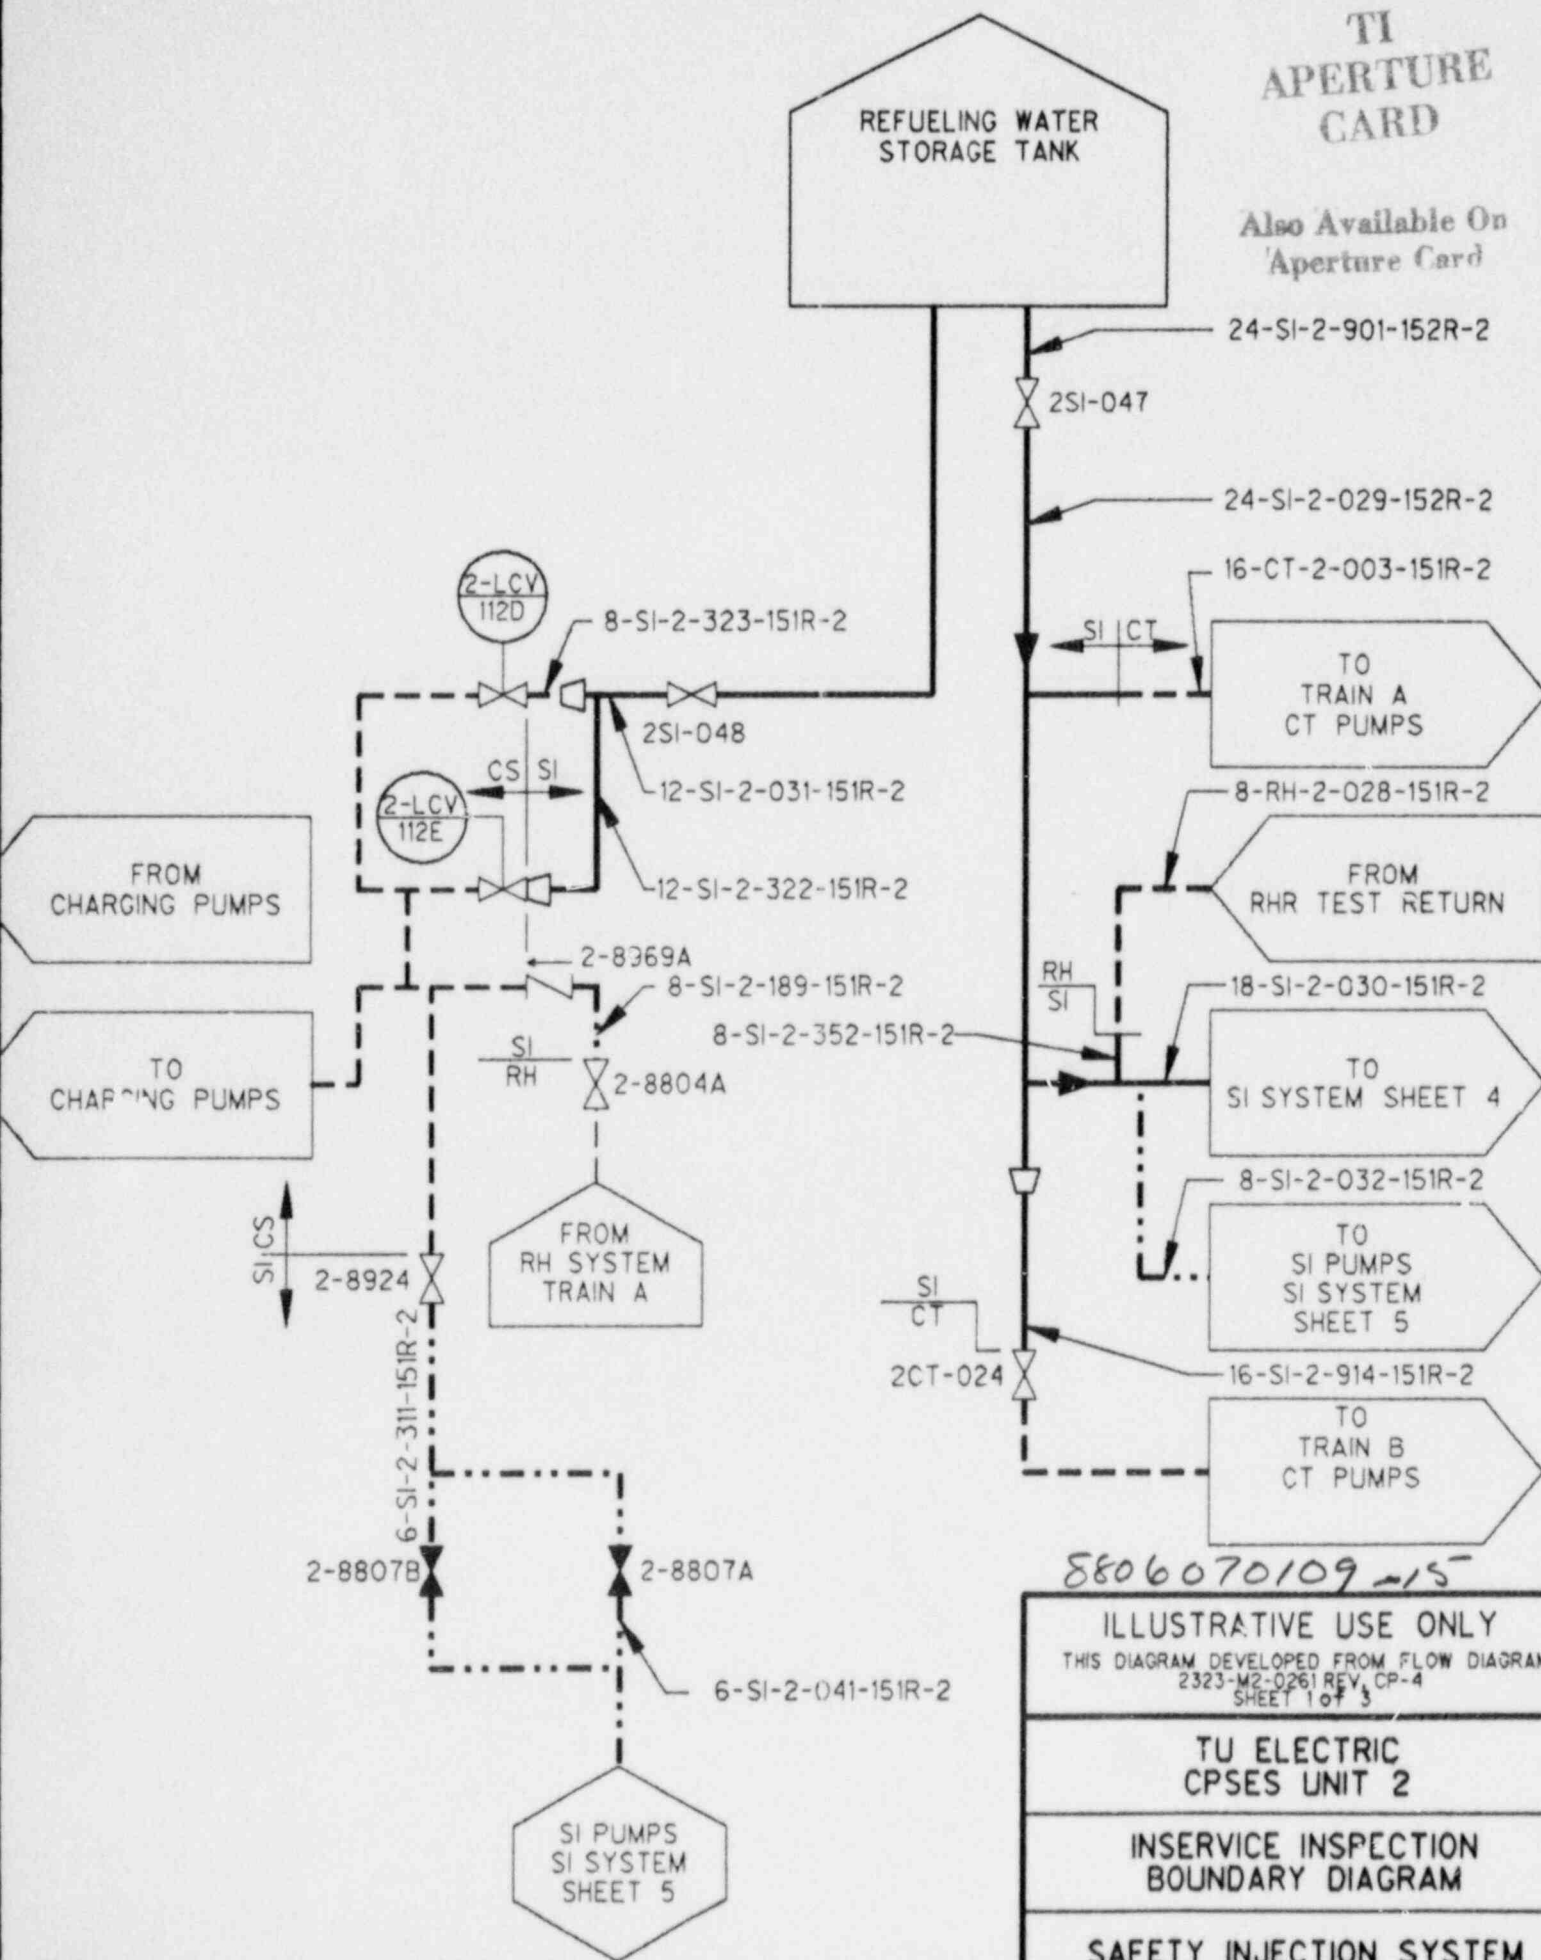 TI
APERTURE
CARD
Also Available On
Aperture Card
REFUELING WATER
STORAGE TANK
24-SI-2-901-152R-2
2SI-047
24-SI-2-029-152R-2
16-CT-2-003-151R-2
2-LCV
112D
8-SI-2-323-151R-2
SI CT
TO
TRAIN A
CT PUMPS
2SI-048
CS SI
12-SI-2-031-151R-2
8-RH-2-028-151R-2
2-LCV
112E
FROM
CHARGING PUMPS
12-SI-2-322-151R-2
FROM
RHR TEST RETURN
2-8969A
8-SI-2-189-151R-2
RH
SI
18-SI-2-030-151R-2
8-SI-2-352-151R-2
SI
RH
2-8804A
TO
CHARGING PUMPS
TO
SI SYSTEM SHEET 4
8-SI-2-032-151R-2
SI CS
2-8924
FROM
RH SYSTEM
TRAIN A
TO
SI PUMPS
SI SYSTEM
SHEET 5
SI
CT
2CT-024
16-SI-2-914-151R-2
6-SI-2-311-151R-2
TO
TRAIN B
CT PUMPS
2-8807B
2-8807A
6-SI-2-041-151R-2
SI PUMPS
SI SYSTEM
SHEET 5
8806070109-15
ILLUSTRATIVE USE ONLY
THIS DIAGRAM DEVELOPED FROM FLOW DIAGRAM
2323-M2-0261 REV. CP-4
SHEET 1 of 3
TU ELECTRIC
CPSES UNIT 2
INSERVICE INSPECTION
BOUNDARY DIAGRAM
SAFETY INJECTION SYSTEM